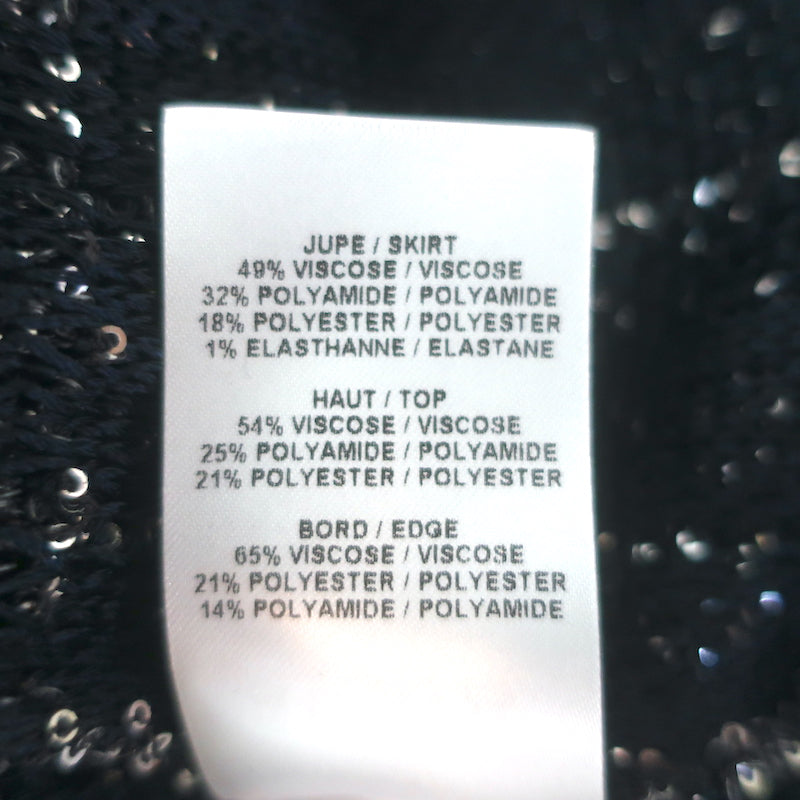 JUPE / SKIRT
49% VISCOSE / VISCOSE
32% POLYAMIDE / POLYAMIDE
18% POLYESTER / POLYESTER
1% ELASTHANNE / ELASTANE
HAUT / TOP
54% VISCOSE / VISCOSE
25% POLYAMIDE / POLYAMIDE
21% POLYESTER / POLYESTER
BORD / EDGE
65% VISCOSE / VISCOSE
21% POLYESTER / POLYESTER
14% POLYAMIDE / POLYAMIDE